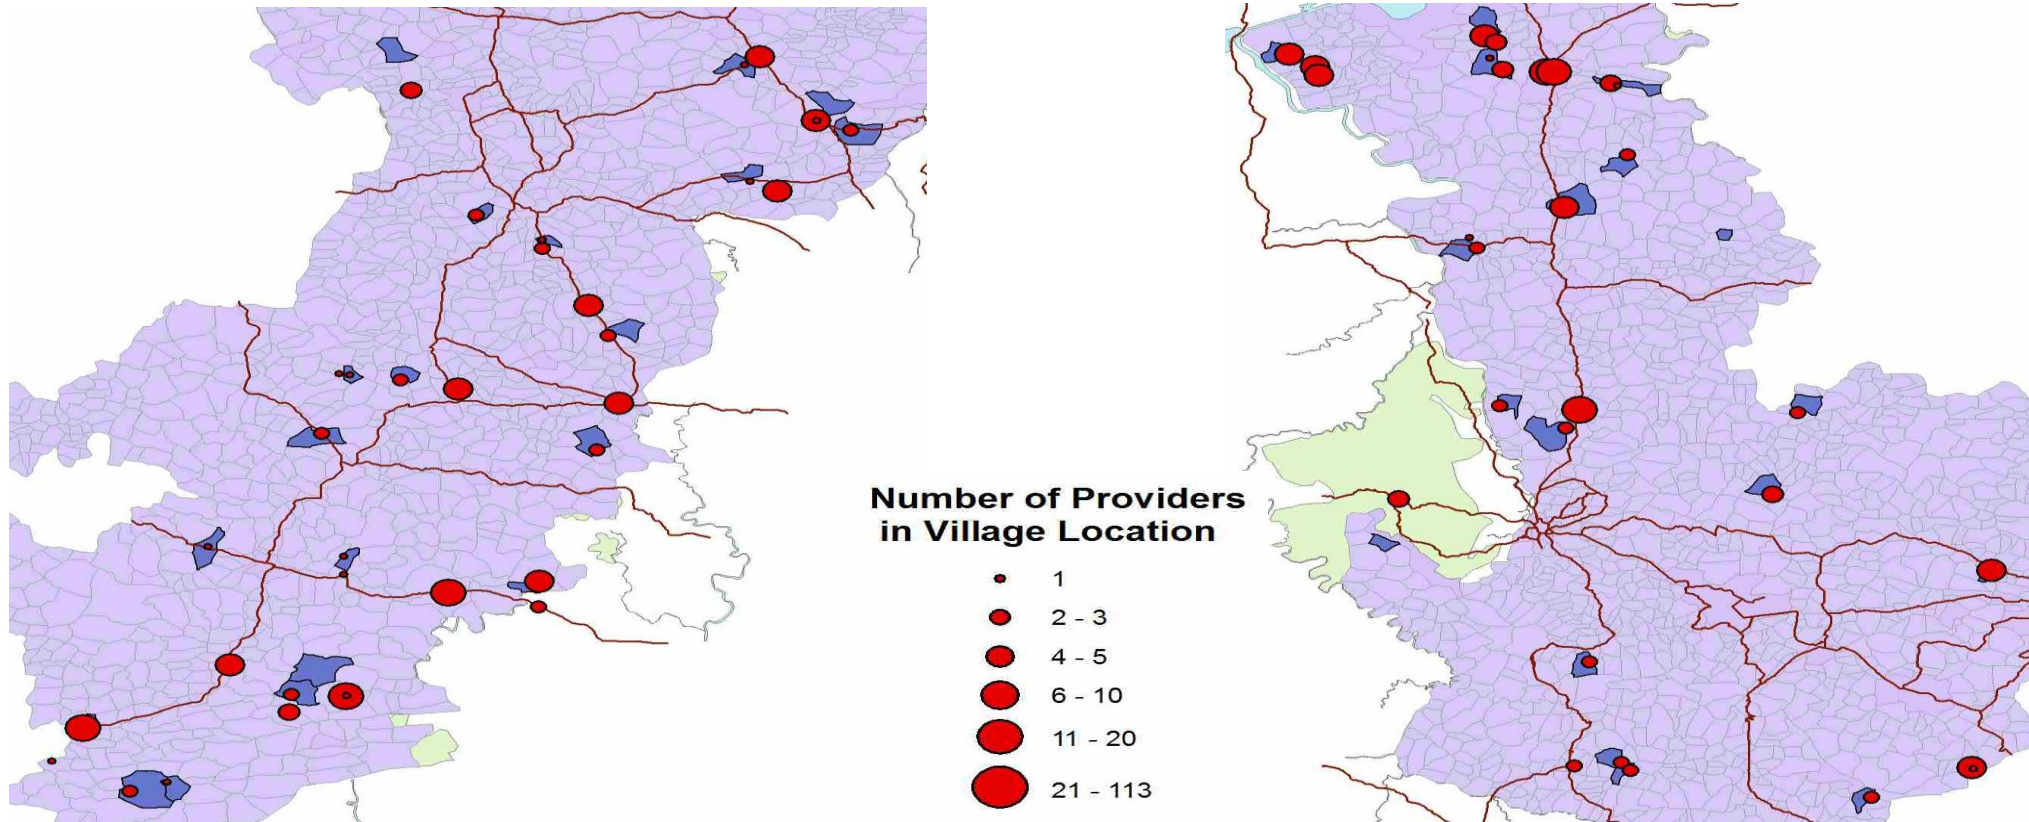 Number of Providers
in Village Location
1
2 - 3
4 - 5
6 - 10
11 - 20
21 - 113